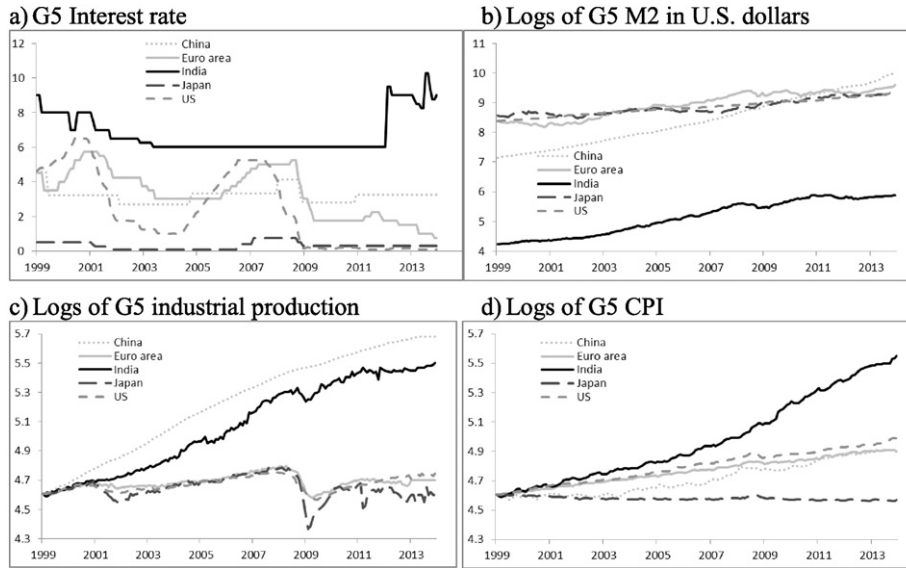 a) G5 Interest rate
12
10
8
6
4
2
0
China
Euro area
India
Japan
US
1999 2001 2003 2005 2007 2009 2011 2013
b) Logs of G5 M2 in U.S. dollars
11
10
9
8
7
6
5
4
China
Euro area
India
Japan
US
1999 2001 2003 2005 2007 2009 2011 2013
c) Logs of G5 industrial production
5.7
5.5
5.3
5.1
4.9
4.7
4.5
4.3
China
Euro area
India
Japan
US
1999 2001 2003 2005 2007 2009 2011 2013
d) Logs of G5 CPI
5.7
5.5
5.3
5.1
4.9
4.7
4.5
4.3
China
Euro area
India
Japan
US
1999 2001 2003 2005 2007 2009 2011 2013